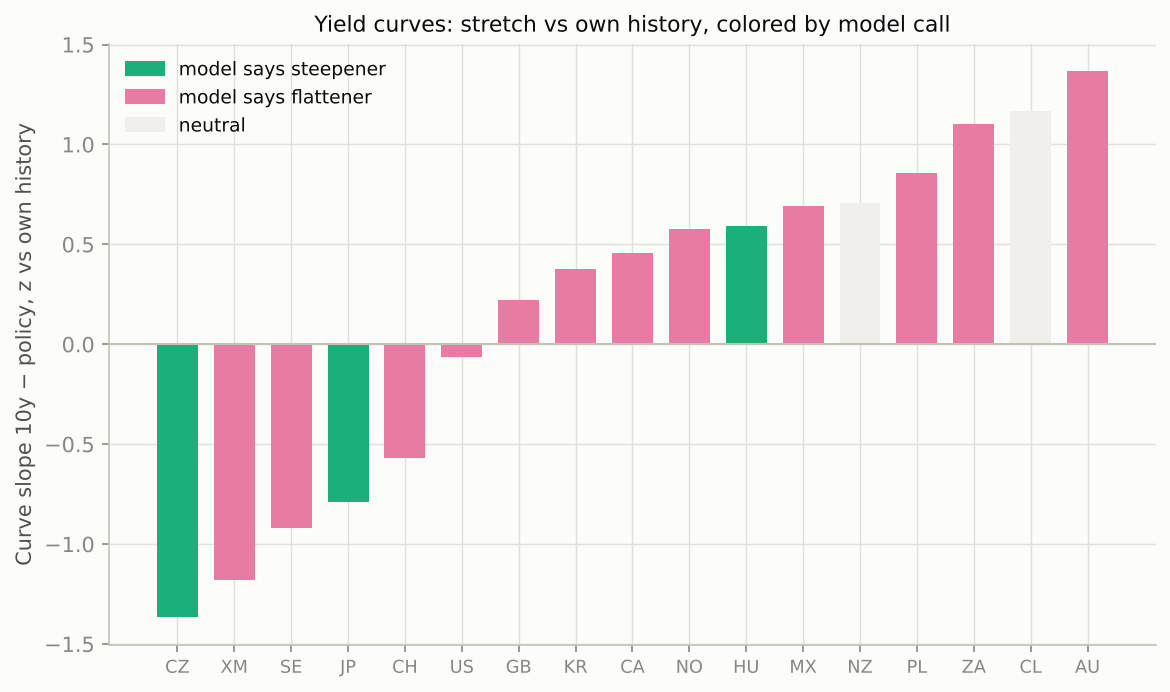 Yield curves: stretch vs own history, colored by model call
model says steepener
model says flattener
neutral
Curve slope 10y − policy, z vs own history
1.5
1.0
0.5
0.0
−0.5
−1.0
−1.5
CZ XM SE JP CH US GB KR CA NO HU MX NZ PL ZA CL AU